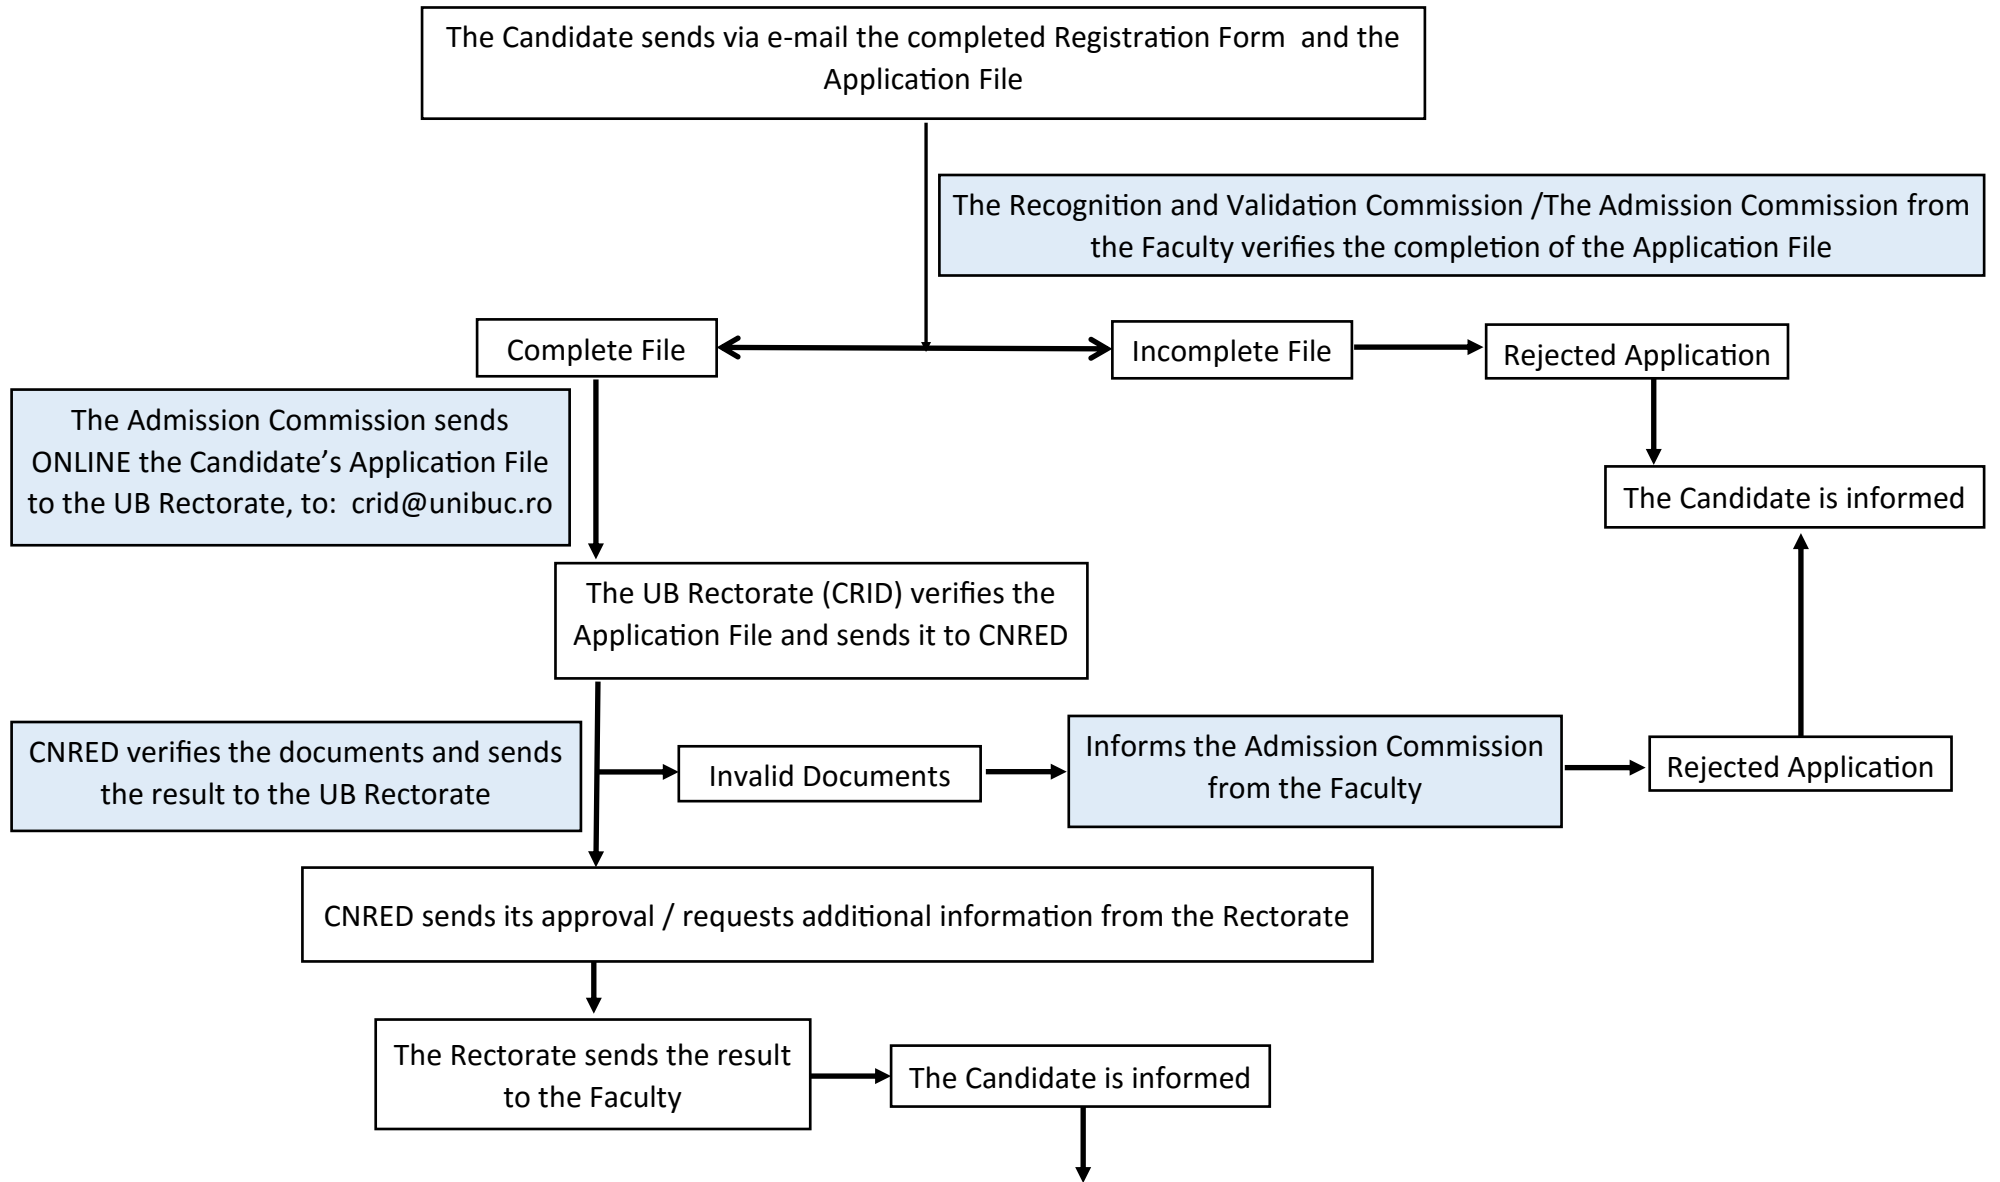 The Candidate sends via e-mail the completed Registration Form and the
Application File
The Recognition and Validation Commission /The Admission Commission from
the Faculty verifies the completion of the Application File
Complete File
Incomplete File
Rejected Application
The Admission Commission sends
ONLINE the Candidate’s Application File
to the UB Rectorate, to: crid@unibuc.ro
The Candidate is informed
The UB Rectorate (CRID) verifies the
Application File and sends it to CNRED
CNRED verifies the documents and sends
the result to the UB Rectorate
Invalid Documents
Informs the Admission Commission
from the Faculty
Rejected Application
CNRED sends its approval / requests additional information from the Rectorate
The Rectorate sends the result
to the Faculty
The Candidate is informed